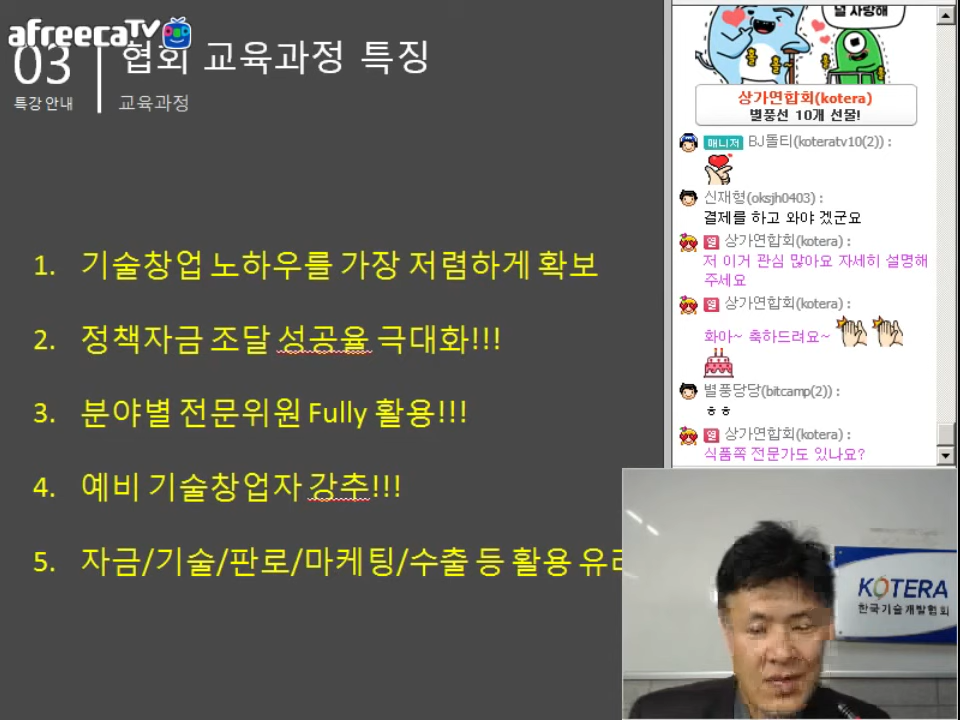 afreecaTV
03
협회 교육과정 특징
특강 안내
교육과정
1. 기술창업 노하우를 가장 저렴하게 확보
2. 정책자금 조달 성공율 극대화!!!
3. 분야별 전문위원 Fully 활용!!!
4. 예비 기술창업자 강추!!!
5. 자금/기술/판로/마케팅/수출 등 활용
널 사랑해
상가연합회(kotera)
별풍선 10개 선물!
매니저 BJ돌티(koteratv10(2)) :
신재형(oksjh0403) :
결제를 하고 와야 겠군요
열 상가연합회(kotera) :
저 이거 관심 많아요 자세히 설명해
주세요
열 상가연합회(kotera) :
화아~ 축하드려요~
별풍당당(bitcamp(2)) :
ㅎㅎ
열 상가연합회(kotera) :
식품쪽 전문가도 있나요?
KOTERA
한국기술개발협회